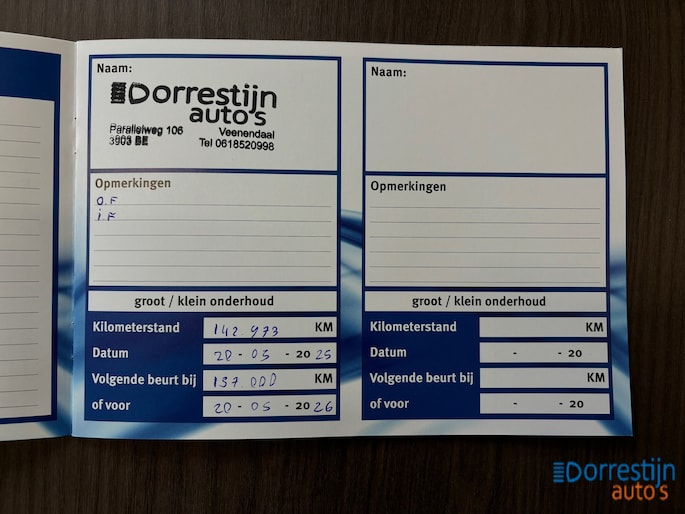 Naam:
Dorrestijn
auto's
Parallelweg 106 Veenendaal
3903 BE Tel 0618520998
Opmerkingen
O.F
i.F
groot / klein onderhoud
Kilometerstand 142.973 KM
Datum 20 - 05 - 2025
Volgende beurt bij 157.000 KM
of voor 20 - 05 - 2026
Naam:
Opmerkingen
groot / klein onderhoud
Kilometerstand KM
Datum - - 20
Volgende beurt bij KM
of voor - - 20
Dorrestijn
auto's